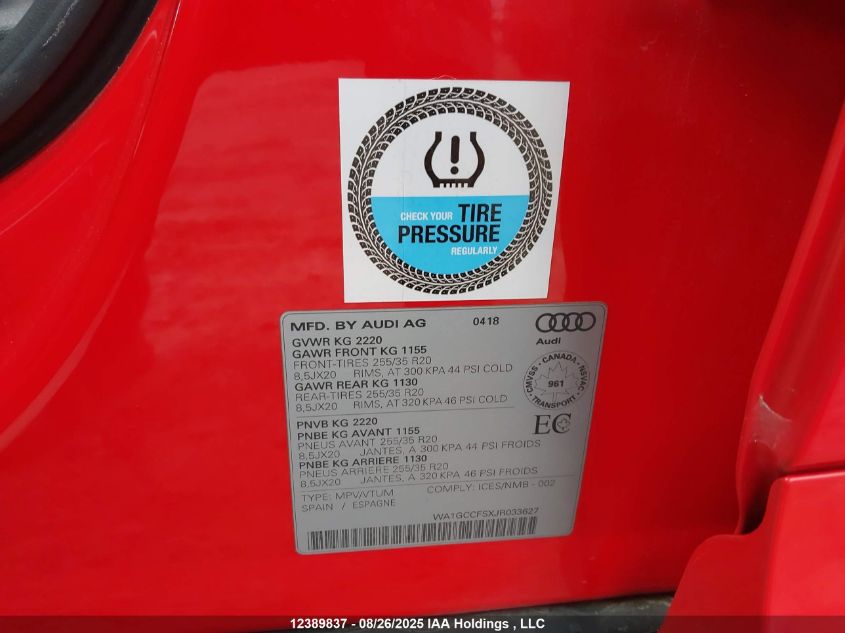 CHECK YOUR TIRE
PRESSURE
REGULARLY
MFD. BY AUDI AG 0418
Audi
GVWR KG 2220
GAWR FRONT KG 1155
FRONT-TIRES 255/35 R20
8,5JX20 RIMS, AT 300 KPA 44 PSI COLD
GAWR REAR KG 1130
REAR-TIRES 255/35 R20
8,5JX20 RIMS, AT 320 KPA 46 PSI COLD
CMVSS - CANADA - NSVAC
961
TRANSPORT
PNVB KG 2220
PNBE KG AVANT 1155
PNEUS AVANT 255/35 R20
8,5JX20 JANTES, A 300 KPA 44 PSI FROIDS
PNBE KG ARRIERE 1130
PNEUS ARRIERE 255/35 R20
8,5JX20 JANTES, A 320 KPA 46 PSI FROIDS
EC
TYPE: MPV/VTUM COMPLY: ICES/NMB - 002
SPAIN / ESPAGNE
WA1GCCFSXJR033627
12389837 - 08/26/2025 IAA Holdings , LLC